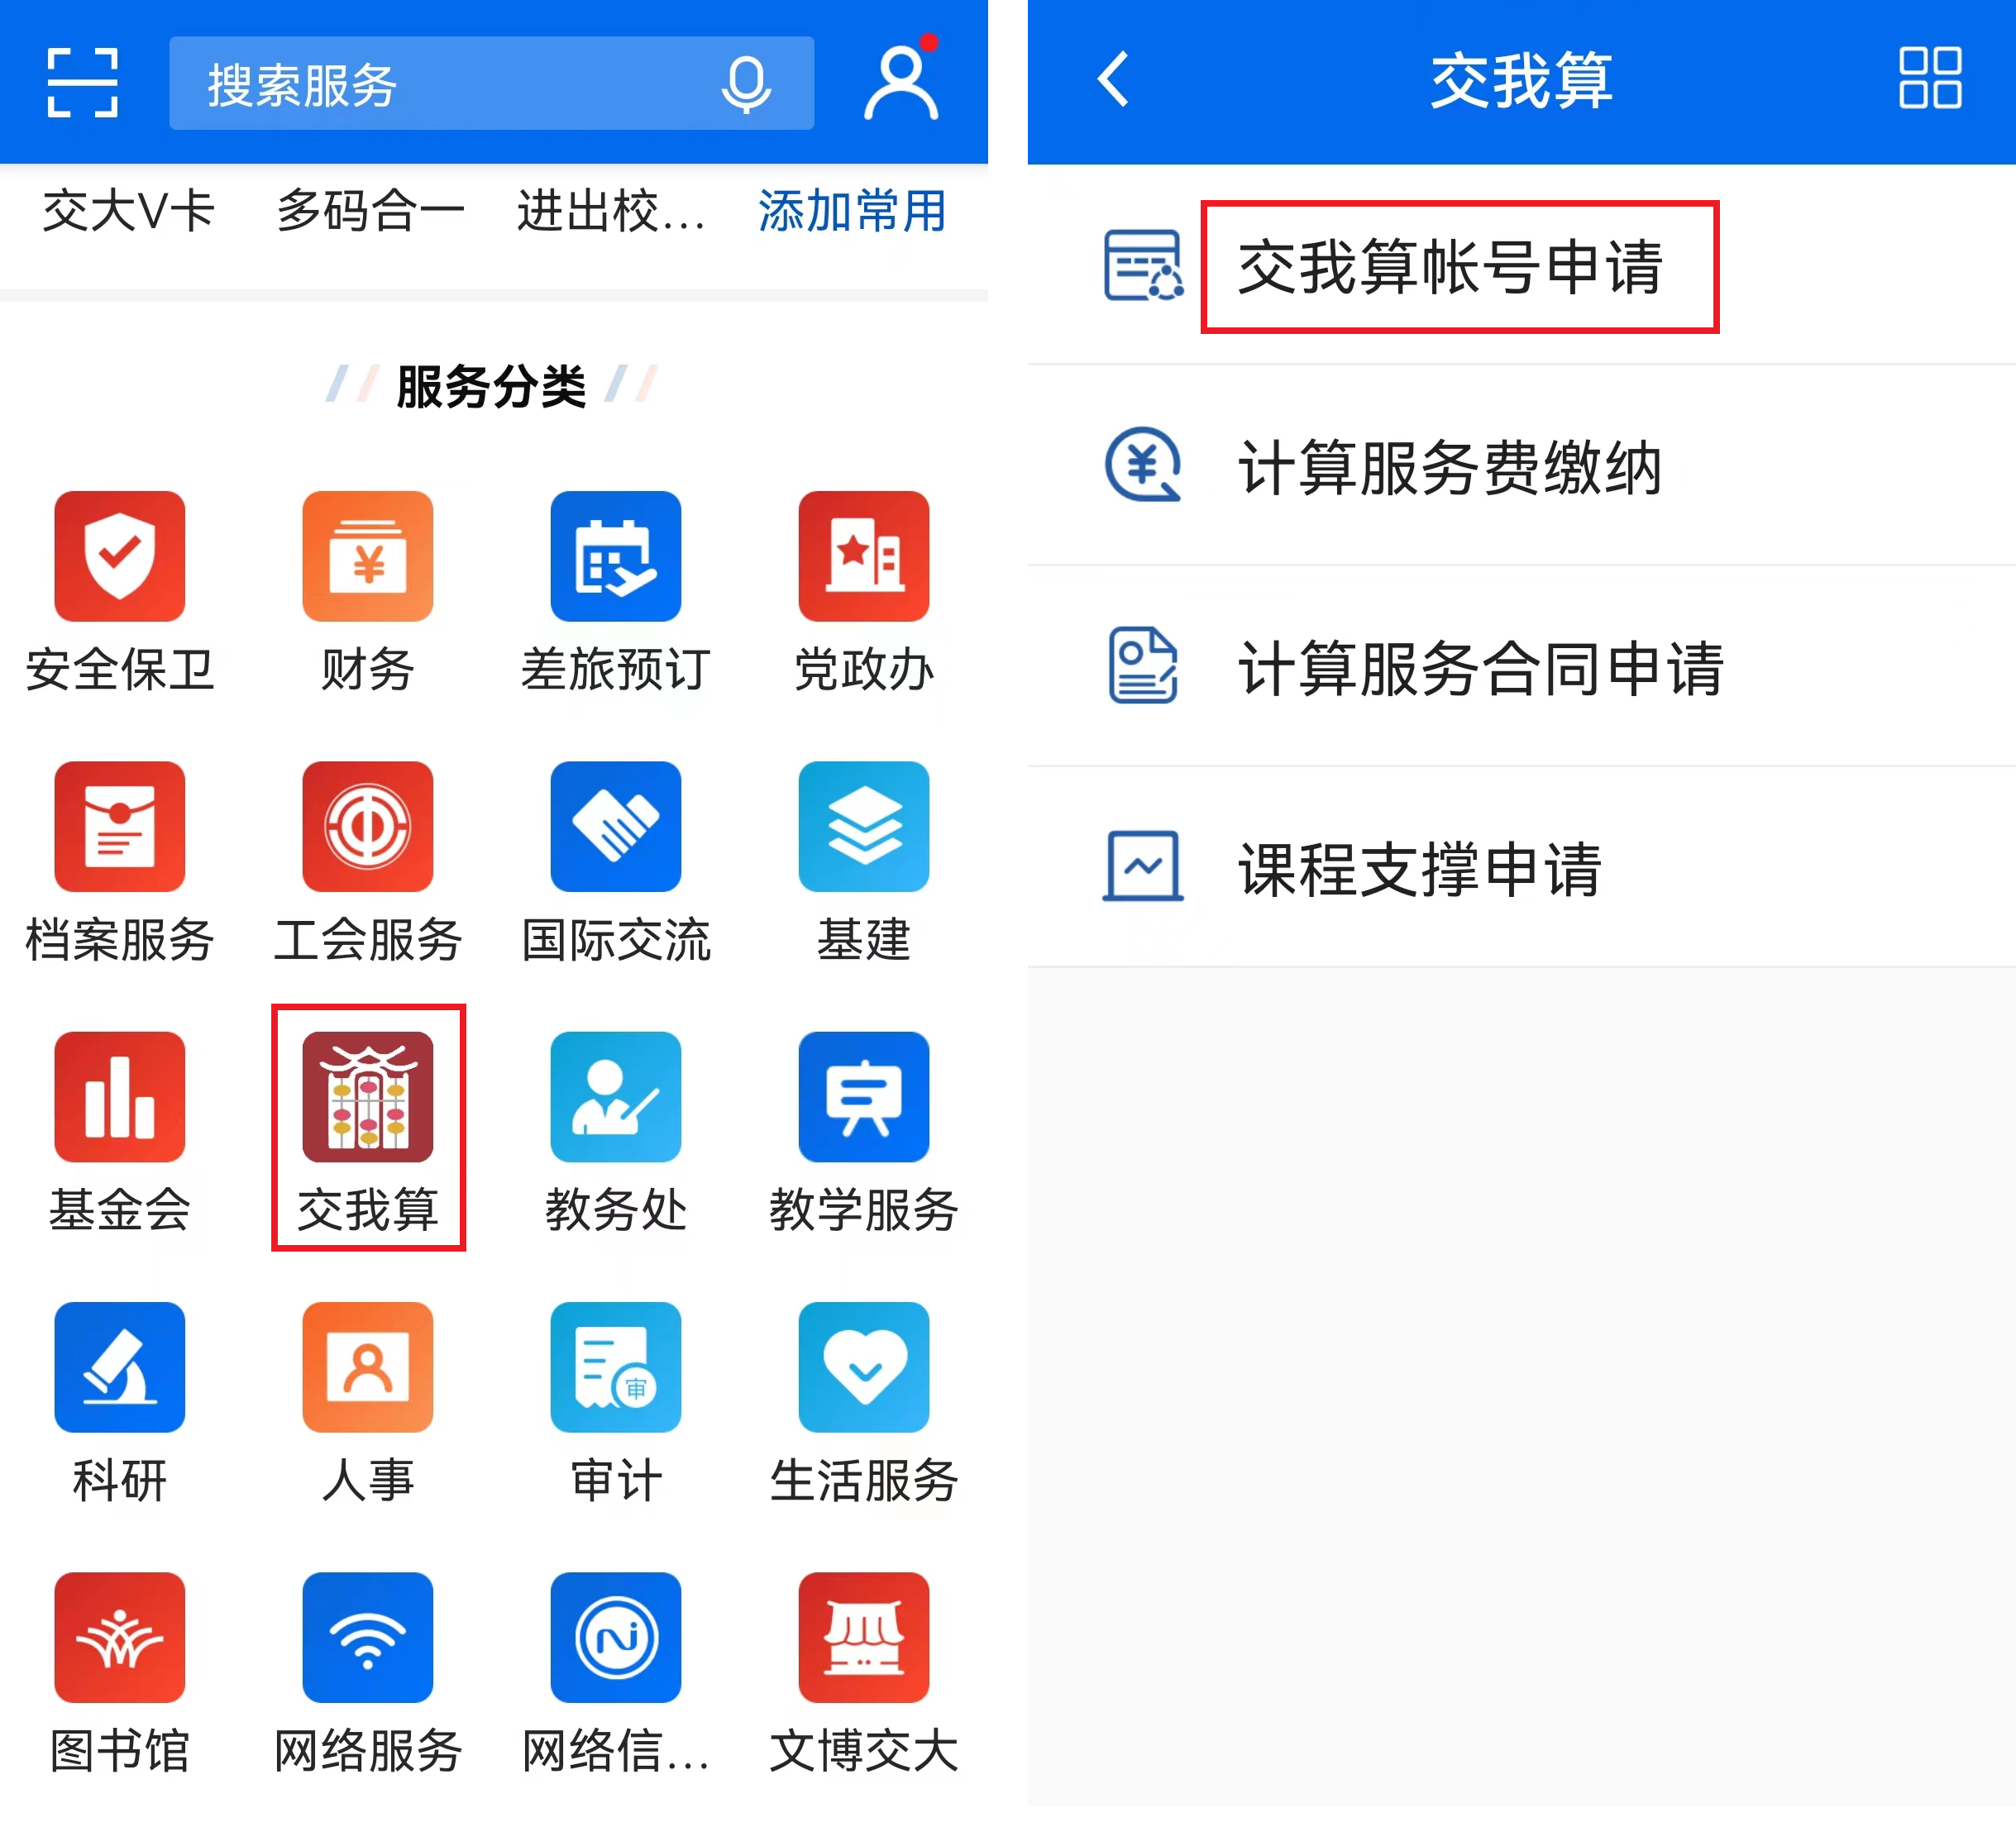 搜索服务
交大V卡 多码合一 进出校... 添加常用
服务分类
安全保卫 财务 差旅预订 党政办
档案服务 工会服务 国际交流 基建
基金会 交我算 教务处 教学服务
审
科研 人事 审计 生活服务
图书馆 网络服务 网络信... 文博交大
交我算
交我算帐号申请
计算服务费缴纳
计算服务合同申请
课程支撑申请